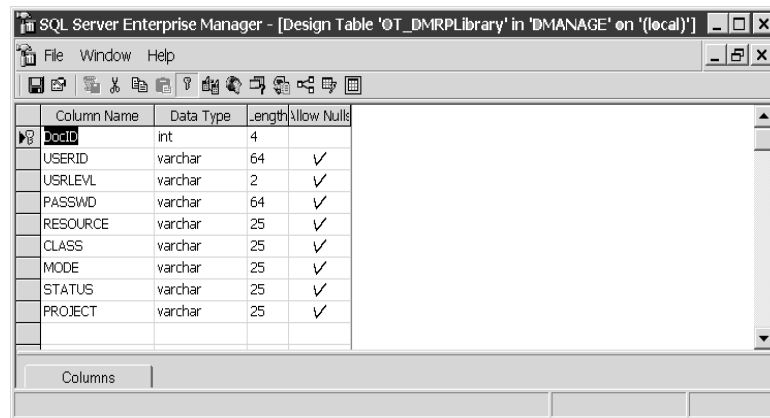 SQL Server Enterprise Manager - [Design Table 'OT_DMRPLibrary' in 'DMANAGE' on '(local)']
File Window Help
Column Name Data Type Length Allow Nulls
DocID int 4
USERID varchar 64
USRLEVL varchar 2
PASSWD varchar 64
RESOURCE varchar 25
CLASS varchar 25
MODE varchar 25
STATUS varchar 25
PROJECT varchar 25
Columns